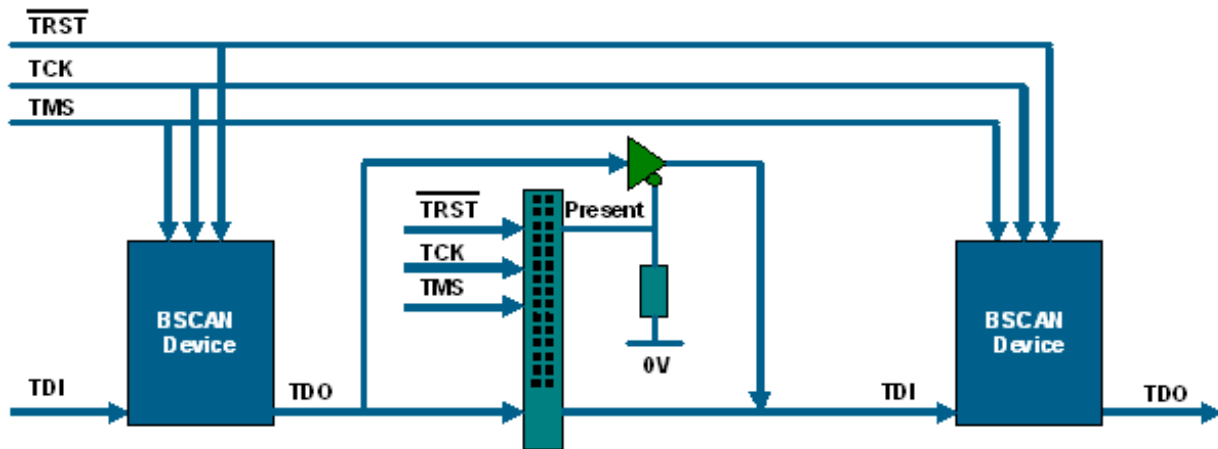 TRST
TCK
TMS
TRST
Present
TCK
TMS
BSCAN
Device
BSCAN
Device
0V
TDI
TDO
TDI
TDO